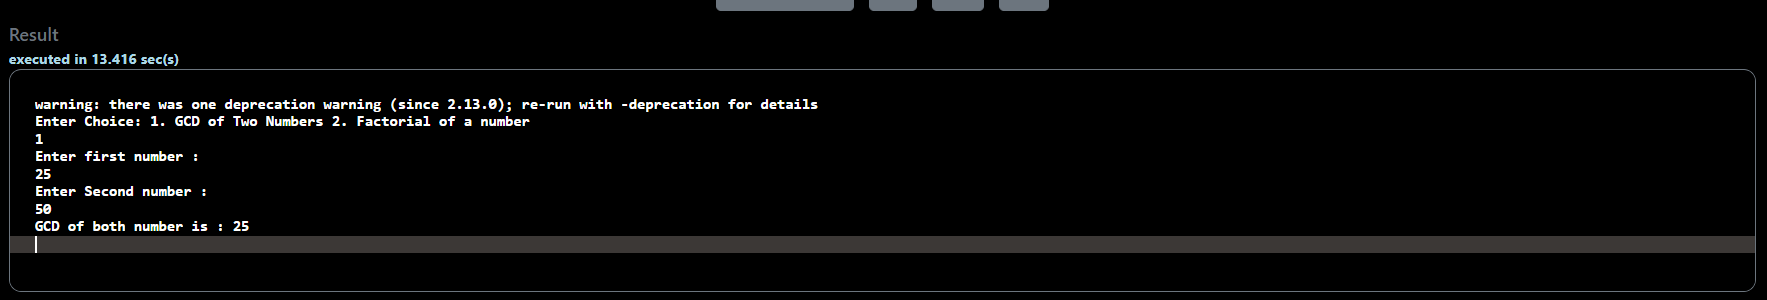 Result
executed in 13.416 sec(s)
warning: there was one deprecation warning (since 2.13.0); re-run with -deprecation for details
Enter Choice: 1. GCD of Two Numbers 2. Factorial of a number
1
Enter first number :
25
Enter Second number :
50
GCD of both number is : 25